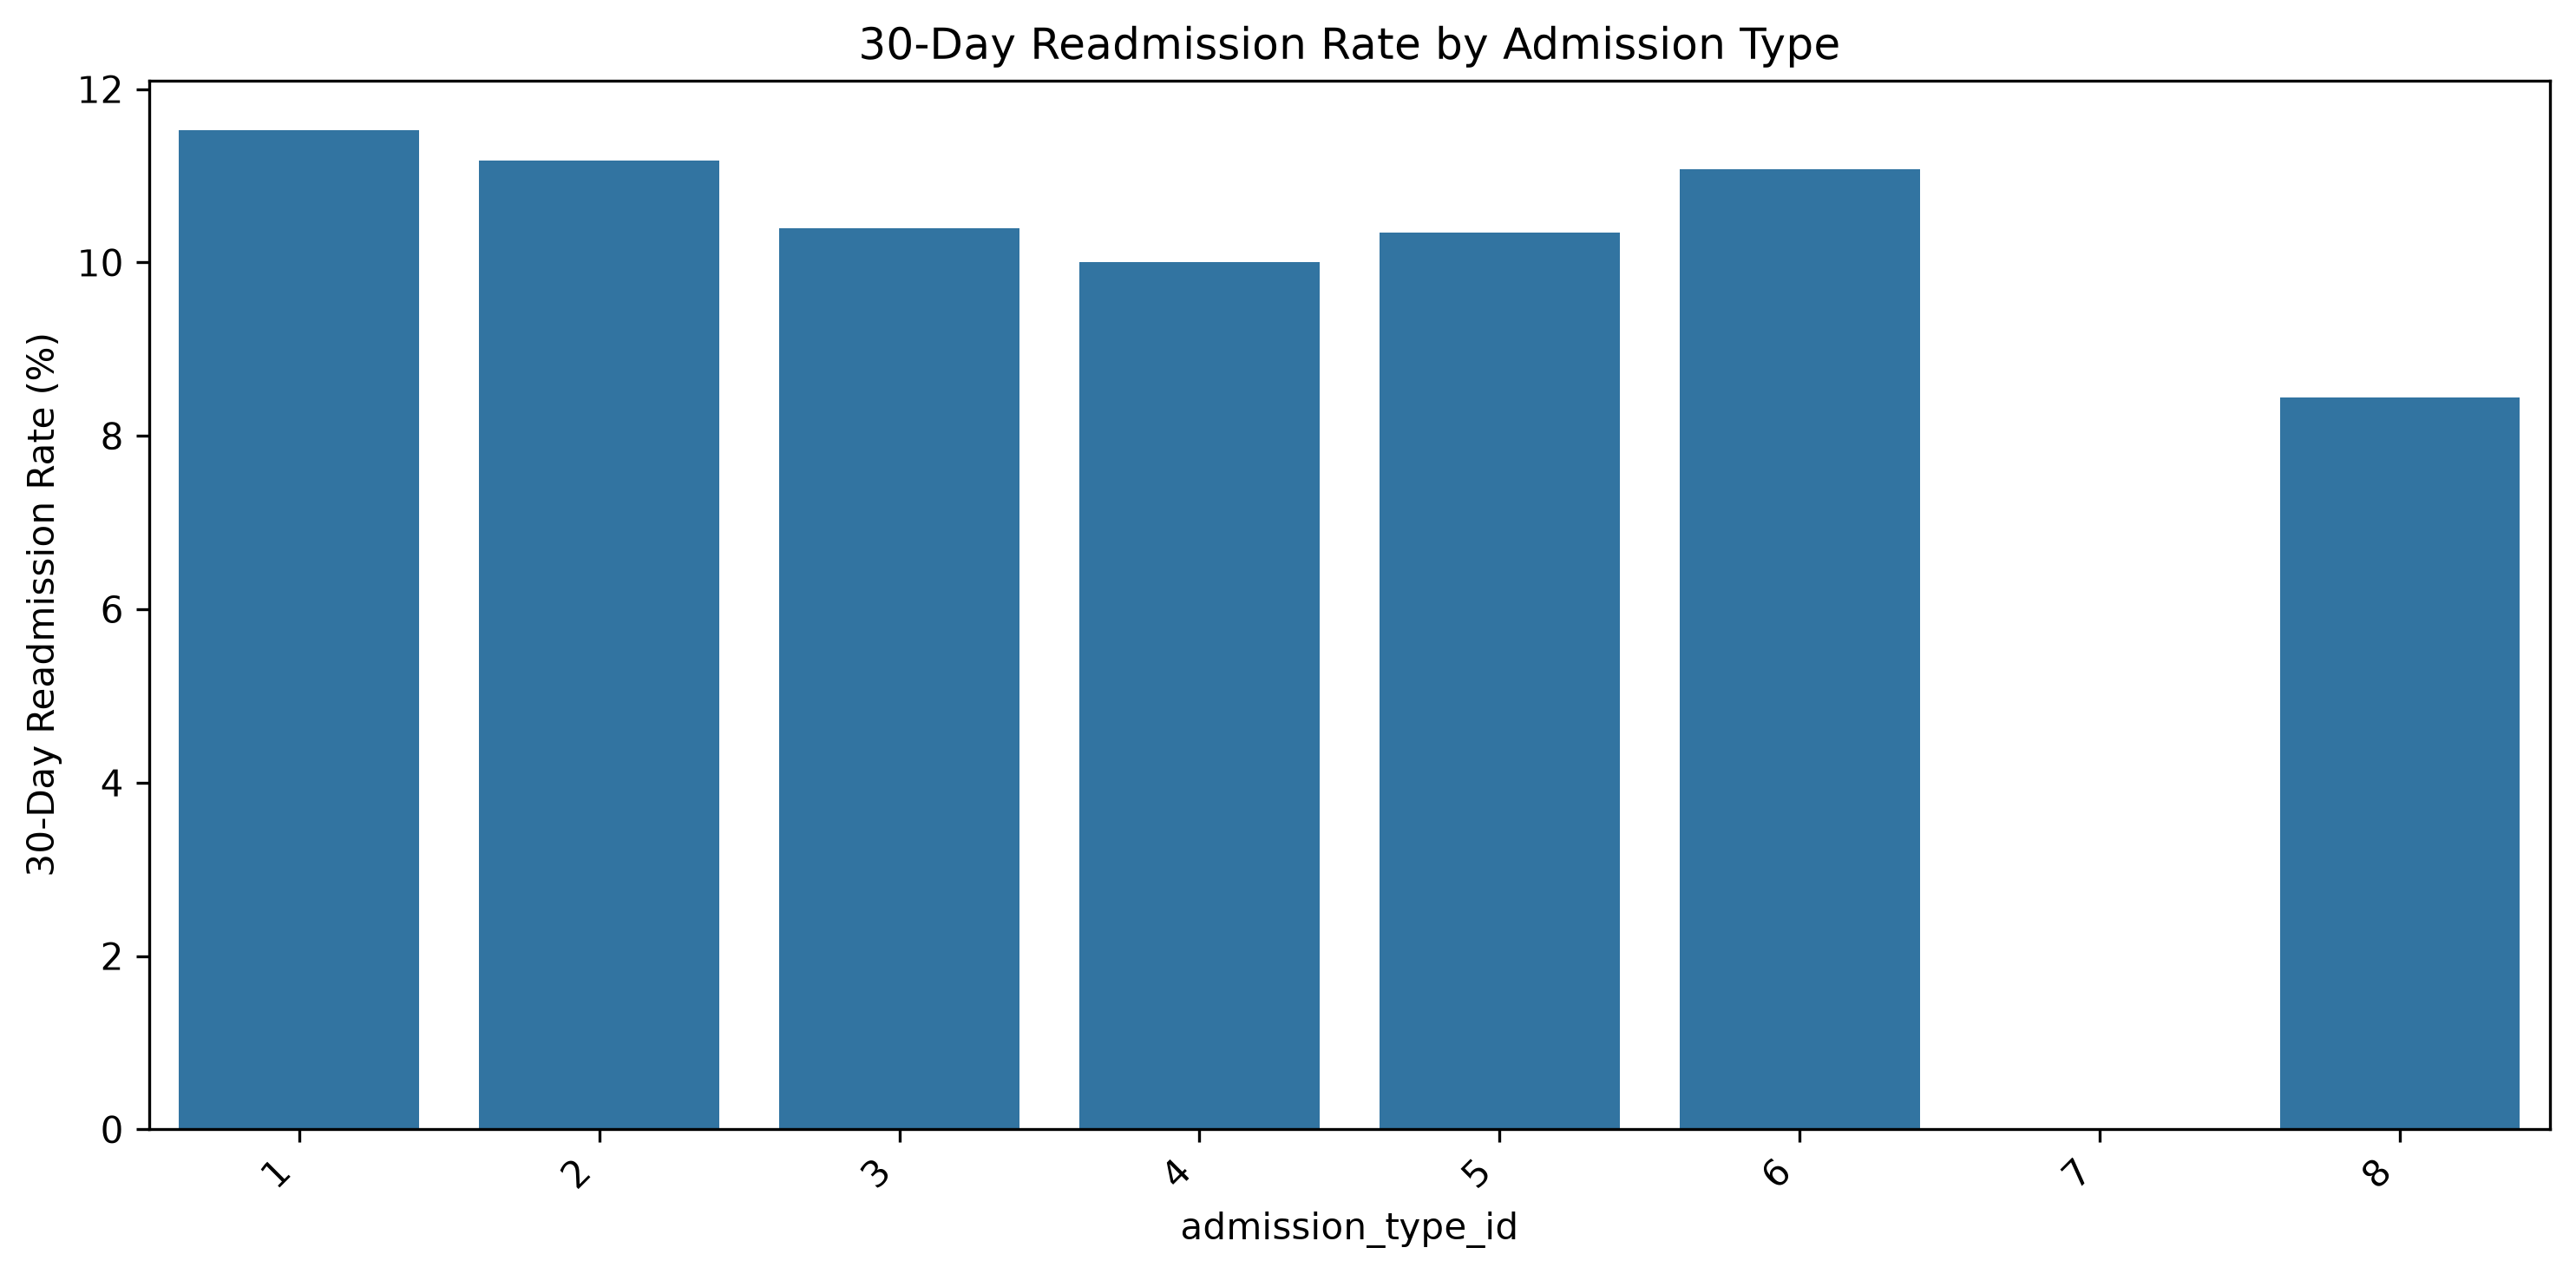 30-Day Readmission Rate by Admission Type
30-Day Readmission Rate (%)
12
10
8
6
4
2
0
1 2 3 4 5 6 7 8
admission_type_id